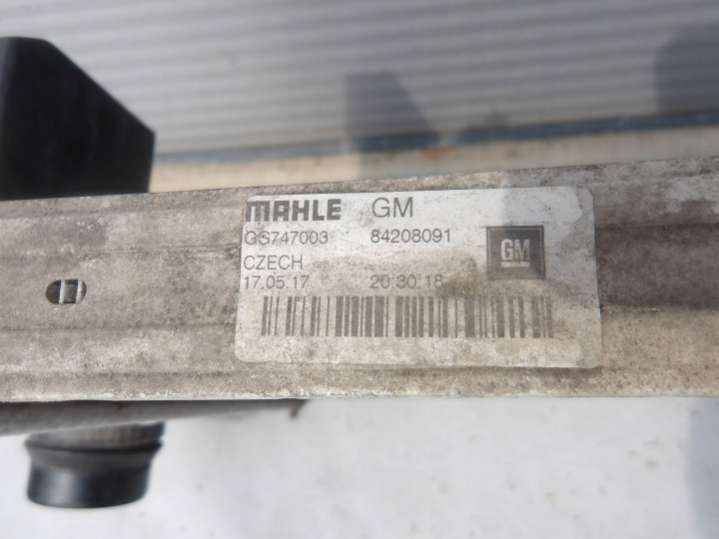 MAHLE GM
GS747003 84208091
GM
CZECH
17.05.17 20:30:18